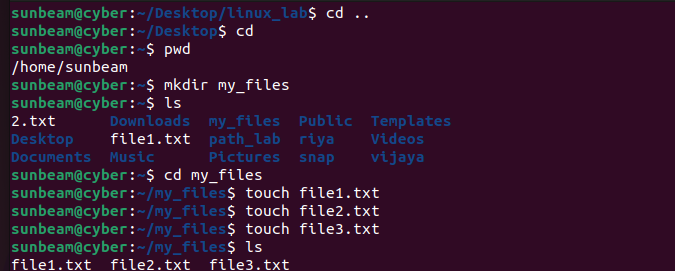 sunbeam@cyber:~/Desktop/linux_lab$ cd ..
sunbeam@cyber:~/Desktop$ cd
sunbeam@cyber:~$ pwd
/home/sunbeam
sunbeam@cyber:~$ mkdir my_files
sunbeam@cyber:~$ ls
2.txt      Downloads  my_files  Public  Templates
Desktop    file1.txt  path_lab  riya    Videos
Documents  Music      Pictures  snap    vijaya
sunbeam@cyber:~$ cd my_files
sunbeam@cyber:~/my_files$ touch file1.txt
sunbeam@cyber:~/my_files$ touch file2.txt
sunbeam@cyber:~/my_files$ touch file3.txt
sunbeam@cyber:~/my_files$ ls
file1.txt  file2.txt  file3.txt